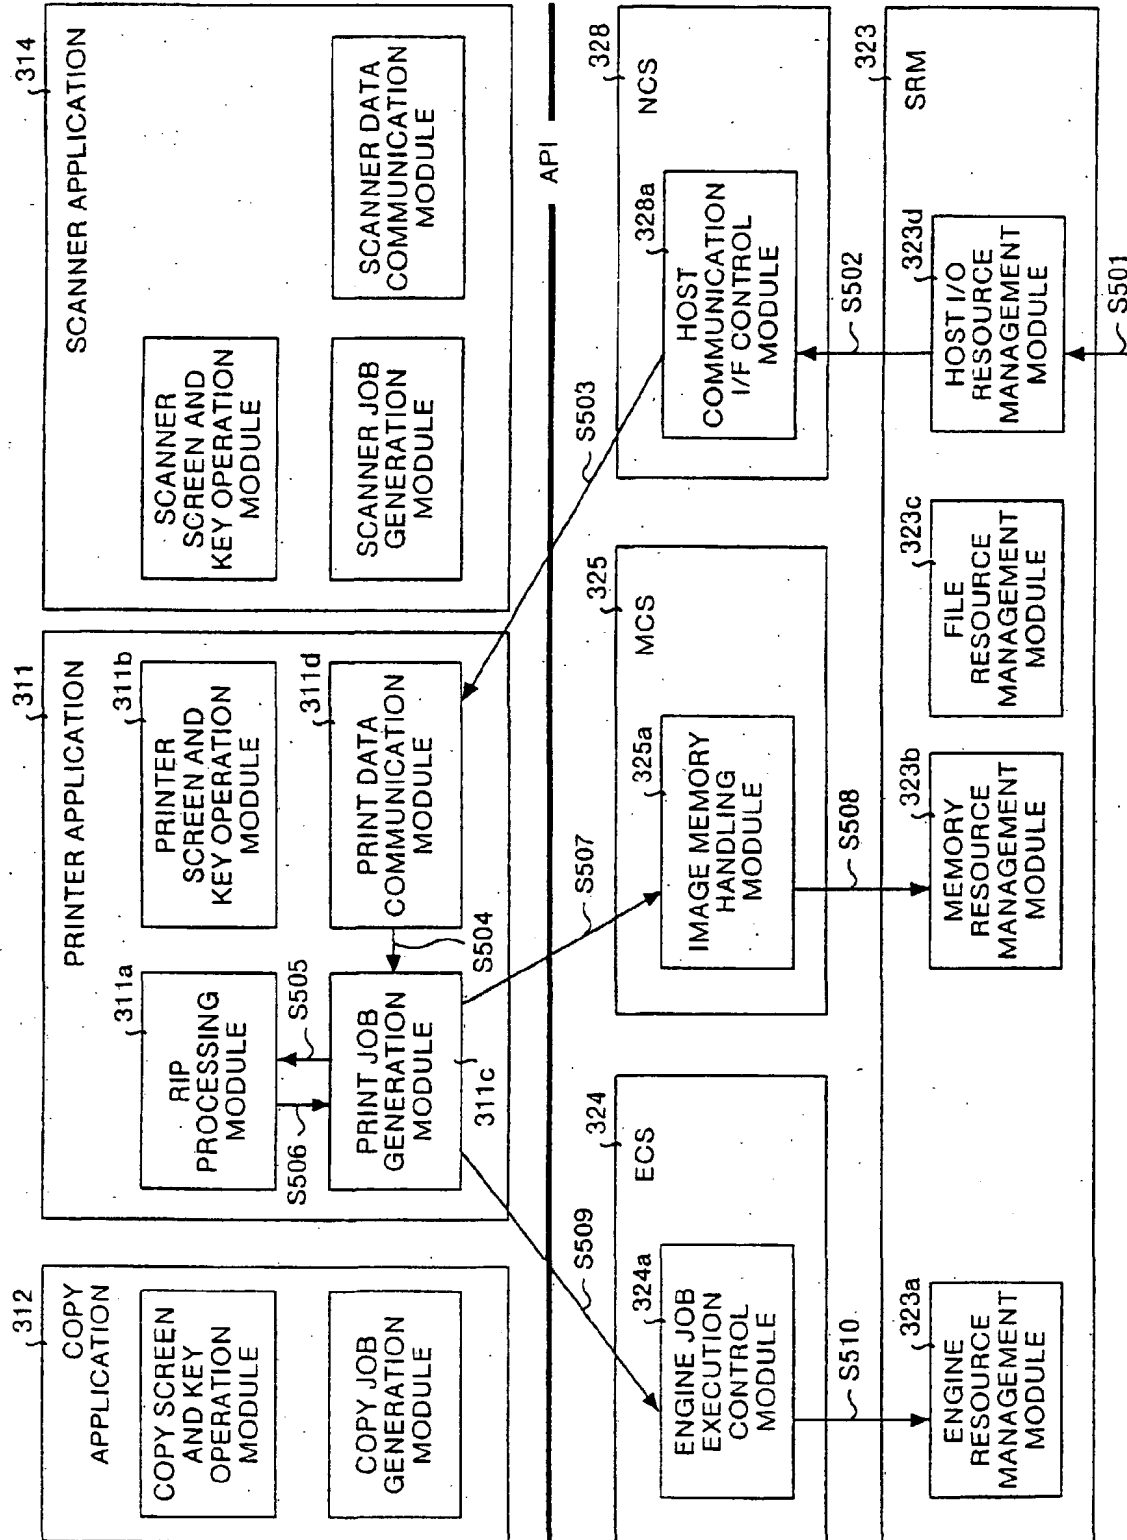 312
COPY
APPLICATION
COPY SCREEN
AND KEY
OPERATION
MODULE
COPY JOB
GENERATION
MODULE
311
PRINTER APPLICATION
311a
RIP
PROCESSING
MODULE
311b
PRINTER
SCREEN AND
KEY OPERATION
MODULE
S506
S505
PRINT JOB
GENERATION
MODULE
311c
S504
311d
PRINT DATA
COMMUNICATION
MODULE
314
SCANNER APPLICATION
SCANNER
SCREEN AND
KEY OPERATION
MODULE
SCANNER JOB
GENERATION
MODULE
SCANNER DATA
COMMUNICATION
MODULE
API
S509
S507
S503
324
ECS
324a
ENGINE JOB
EXECUTION
CONTROL
MODULE
325
MCS
325a
IMAGE MEMORY
HANDLING
MODULE
328
NCS
328a
HOST
COMMUNICATION
I/F CONTROL
MODULE
S510
S508
S502
323
SRM
323a
ENGINE
RESOURCE
MANAGEMENT
MODULE
323b
MEMORY
RESOURCE
MANAGEMENT
MODULE
323c
FILE
RESOURCE
MANAGEMENT
MODULE
323d
HOST I/O
RESOURCE
MANAGEMENT
MODULE
S501